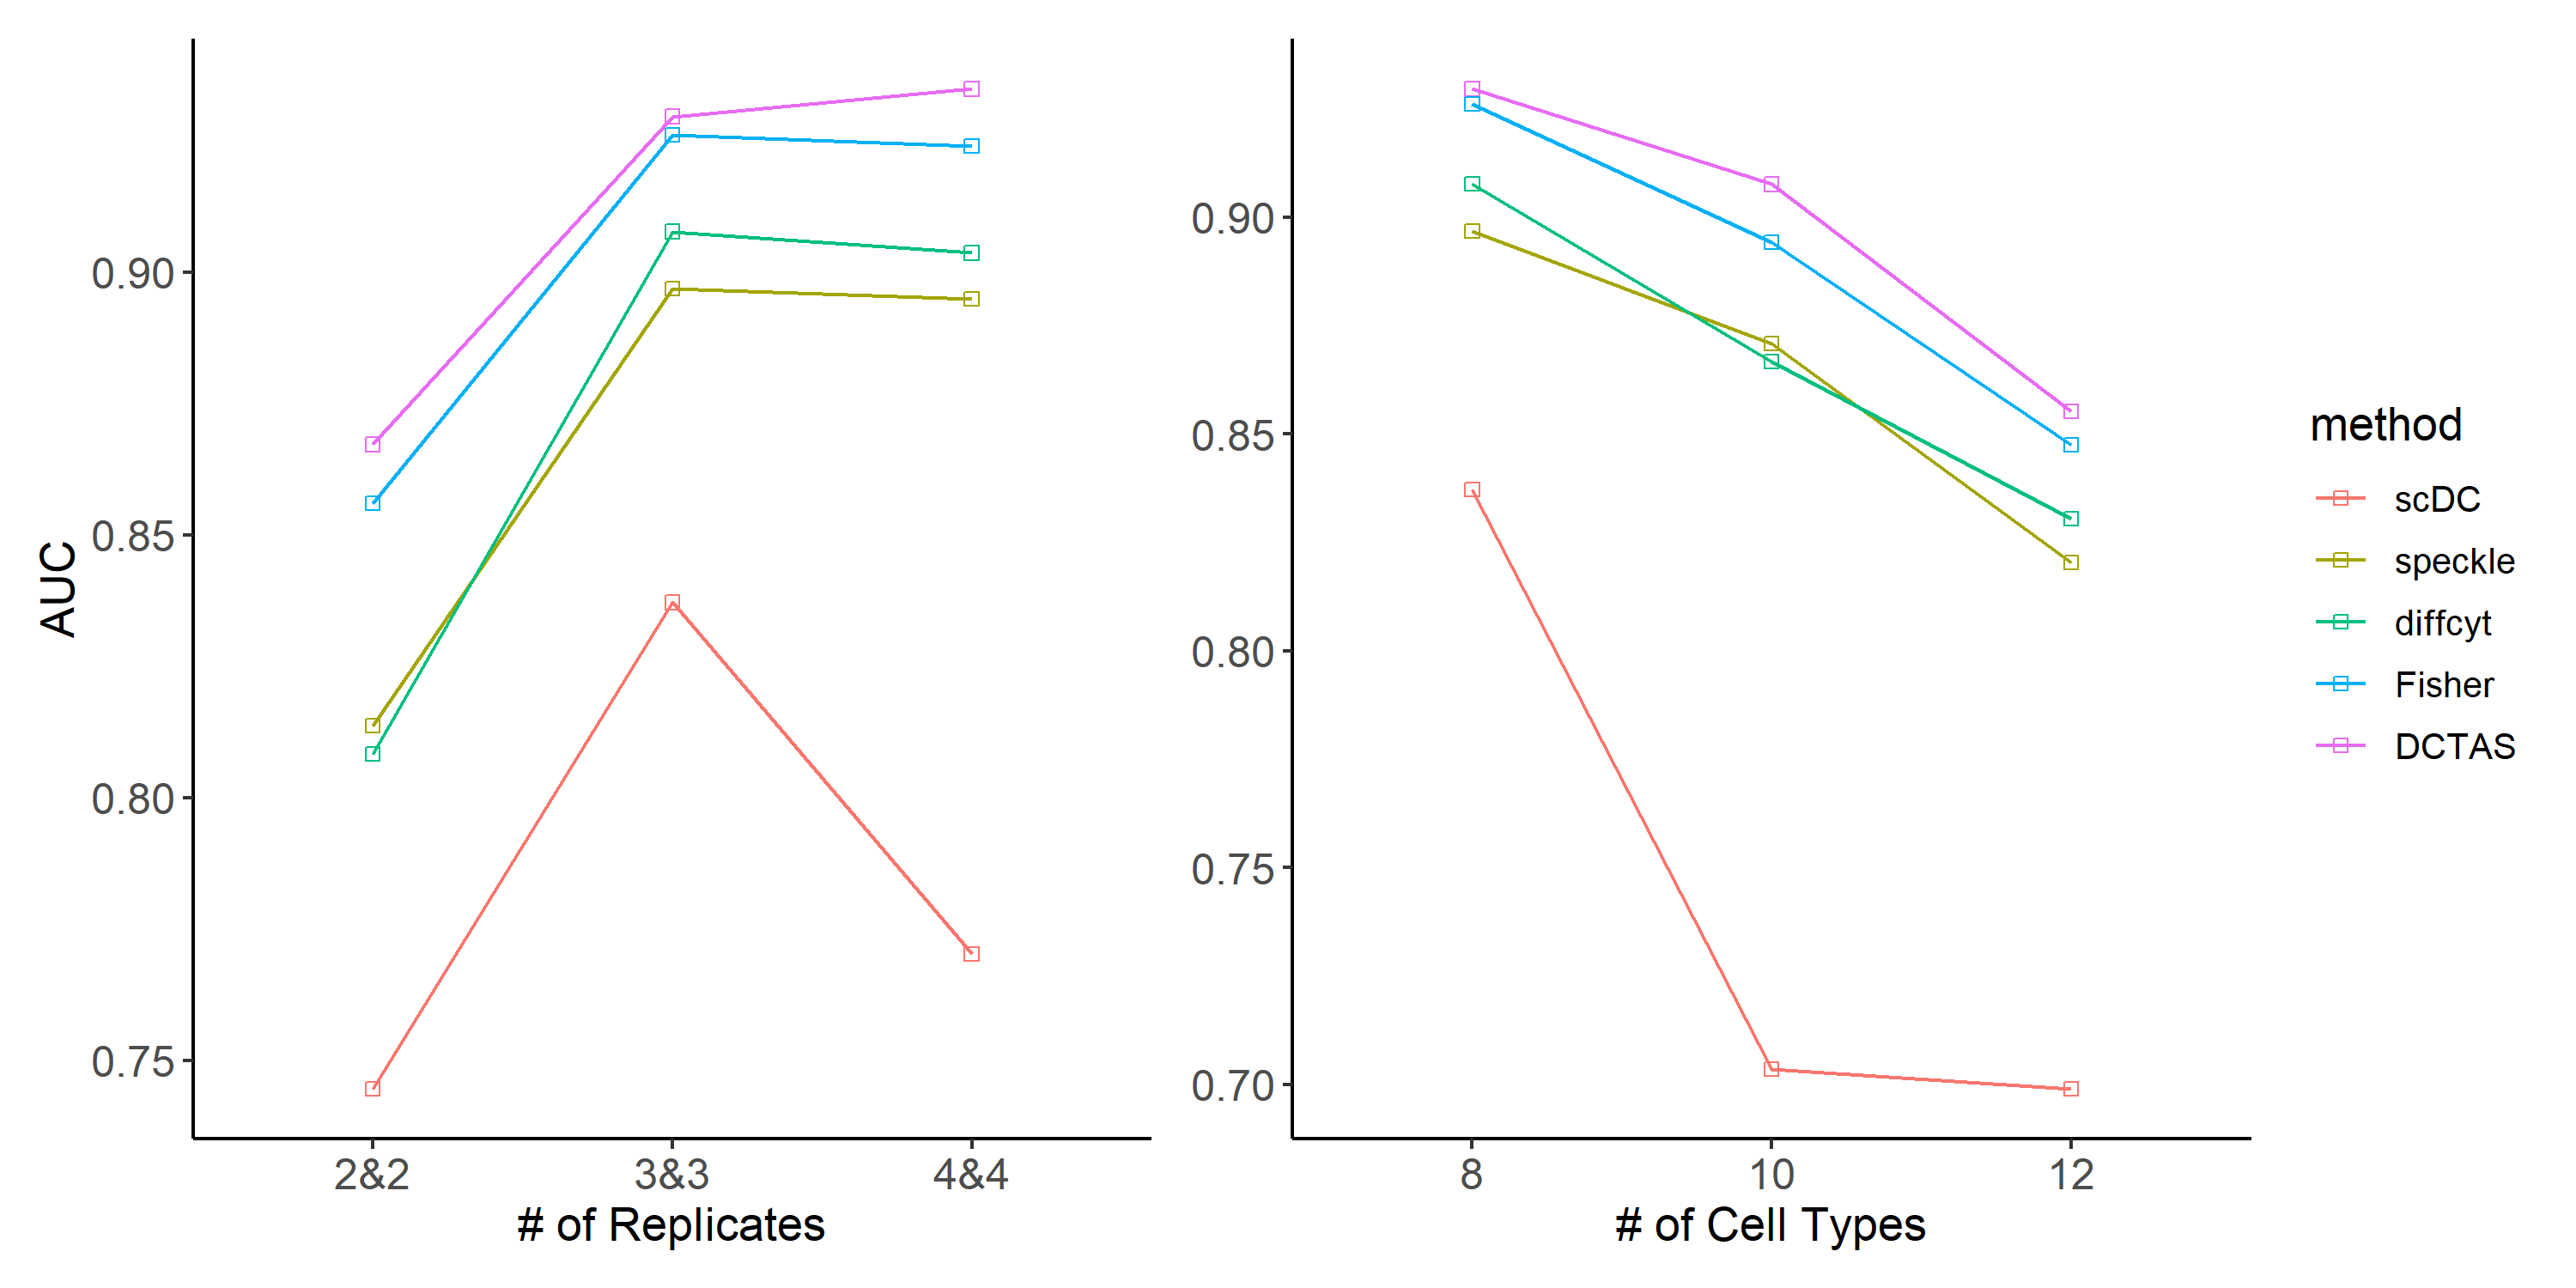 AUC
0.90
0.85
0.80
0.75
2&2
3&3
4&4
# of Replicates
0.90
0.85
0.80
0.75
0.70
8
10
12
# of Cell Types
method
scDC
speckle
diffcyt
Fisher
DCTAS